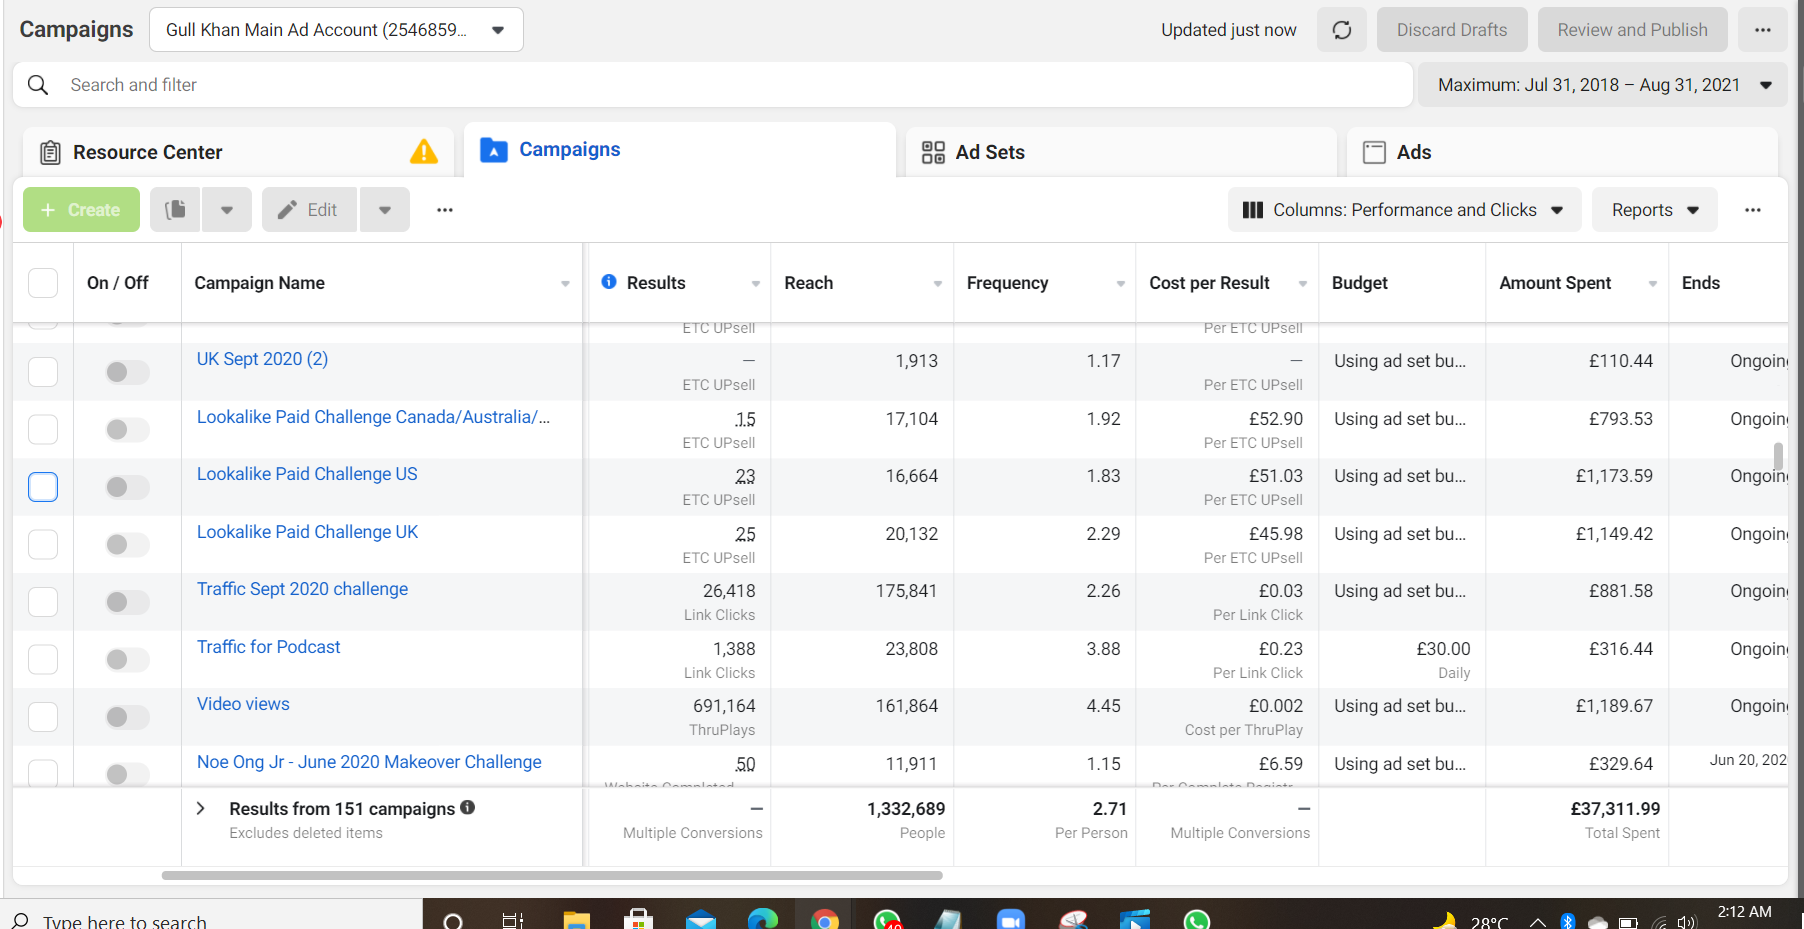 Campaigns
Gull Khan Main Ad Account (2546859...
Updated just now
Discard Drafts
Review and Publish
Search and filter
Maximum: Jul 31, 2018 – Aug 31, 2021
Resource Center
Campaigns
Ad Sets
Ads
+ Create
Edit
Columns: Performance and Clicks
Reports
On / Off Campaign Name Results Reach Frequency Cost per Result Budget Amount Spent Ends
ETC UPsell Per ETC UPsell
UK Sept 2020 (2) — 1,913 1.17 — Using ad set bu... £110.44 Ongoing
ETC UPsell Per ETC UPsell
Lookalike Paid Challenge Canada/Australia/... 15 17,104 1.92 £52.90 Using ad set bu... £793.53 Ongoing
ETC UPsell Per ETC UPsell
Lookalike Paid Challenge US 23 16,664 1.83 £51.03 Using ad set bu... £1,173.59 Ongoing
ETC UPsell Per ETC UPsell
Lookalike Paid Challenge UK 25 20,132 2.29 £45.98 Using ad set bu... £1,149.42 Ongoing
ETC UPsell Per ETC UPsell
Traffic Sept 2020 challenge 26,418 175,841 2.26 £0.03 Using ad set bu... £881.58 Ongoing
Link Clicks Per Link Click
Traffic for Podcast 1,388 23,808 3.88 £0.23 £30.00 £316.44 Ongoing
Link Clicks Per Link Click Daily
Video views 691,164 161,864 4.45 £0.002 Using ad set bu... £1,189.67 Ongoing
ThruPlays Cost per ThruPlay
Noe Ong Jr - June 2020 Makeover Challenge 50 11,911 1.15 £6.59 Using ad set bu... £329.64 Jun 20, 202
Website Completed Per Complete Registr
Results from 151 campaigns — 1,332,689 2.71 — £37,311.99
Excludes deleted items Multiple Conversions People Per Person Multiple Conversions Total Spent
Type here to search
28°C
2:12 AM